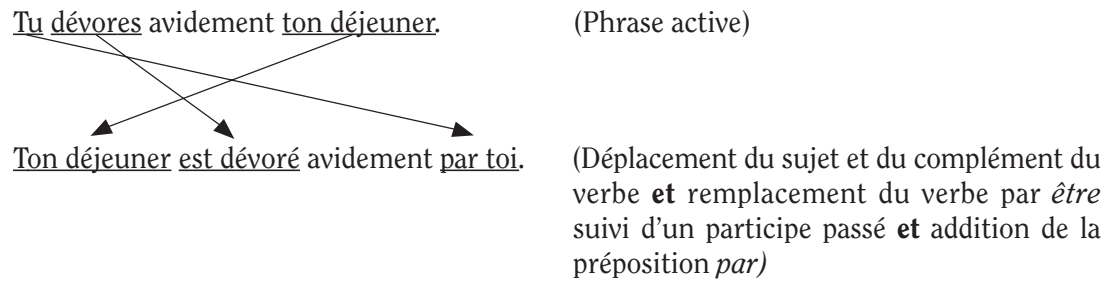 Tu dévores avidement ton déjeuner. (Phrase active)
Ton déjeuner est dévoré avidement par toi. (Déplacement du sujet et du complément du
verbe et remplacement du verbe par être
suivi d'un participe passé et addition de la
préposition par)